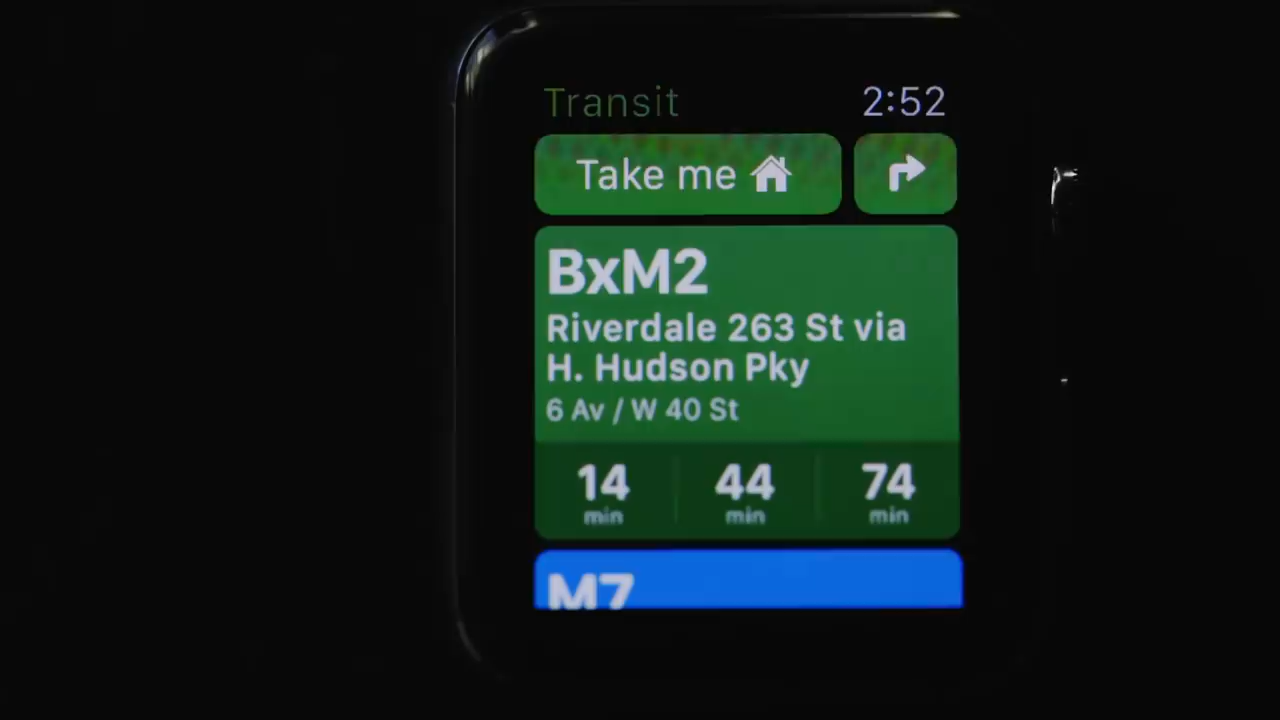 Transit 2:52
Take me
BxM2
Riverdale 263 St via
H. Hudson Pky
6 Av / W 40 St
14 44 74
min min min
M7